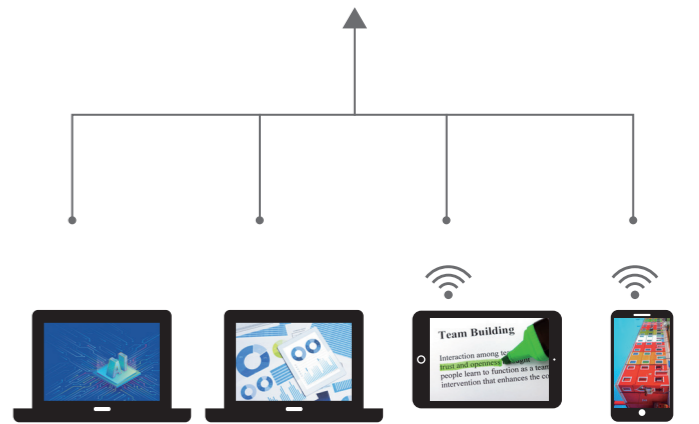 Team Building
Interaction among
trust and openness
people learn to function as a team
intervention that enhances the